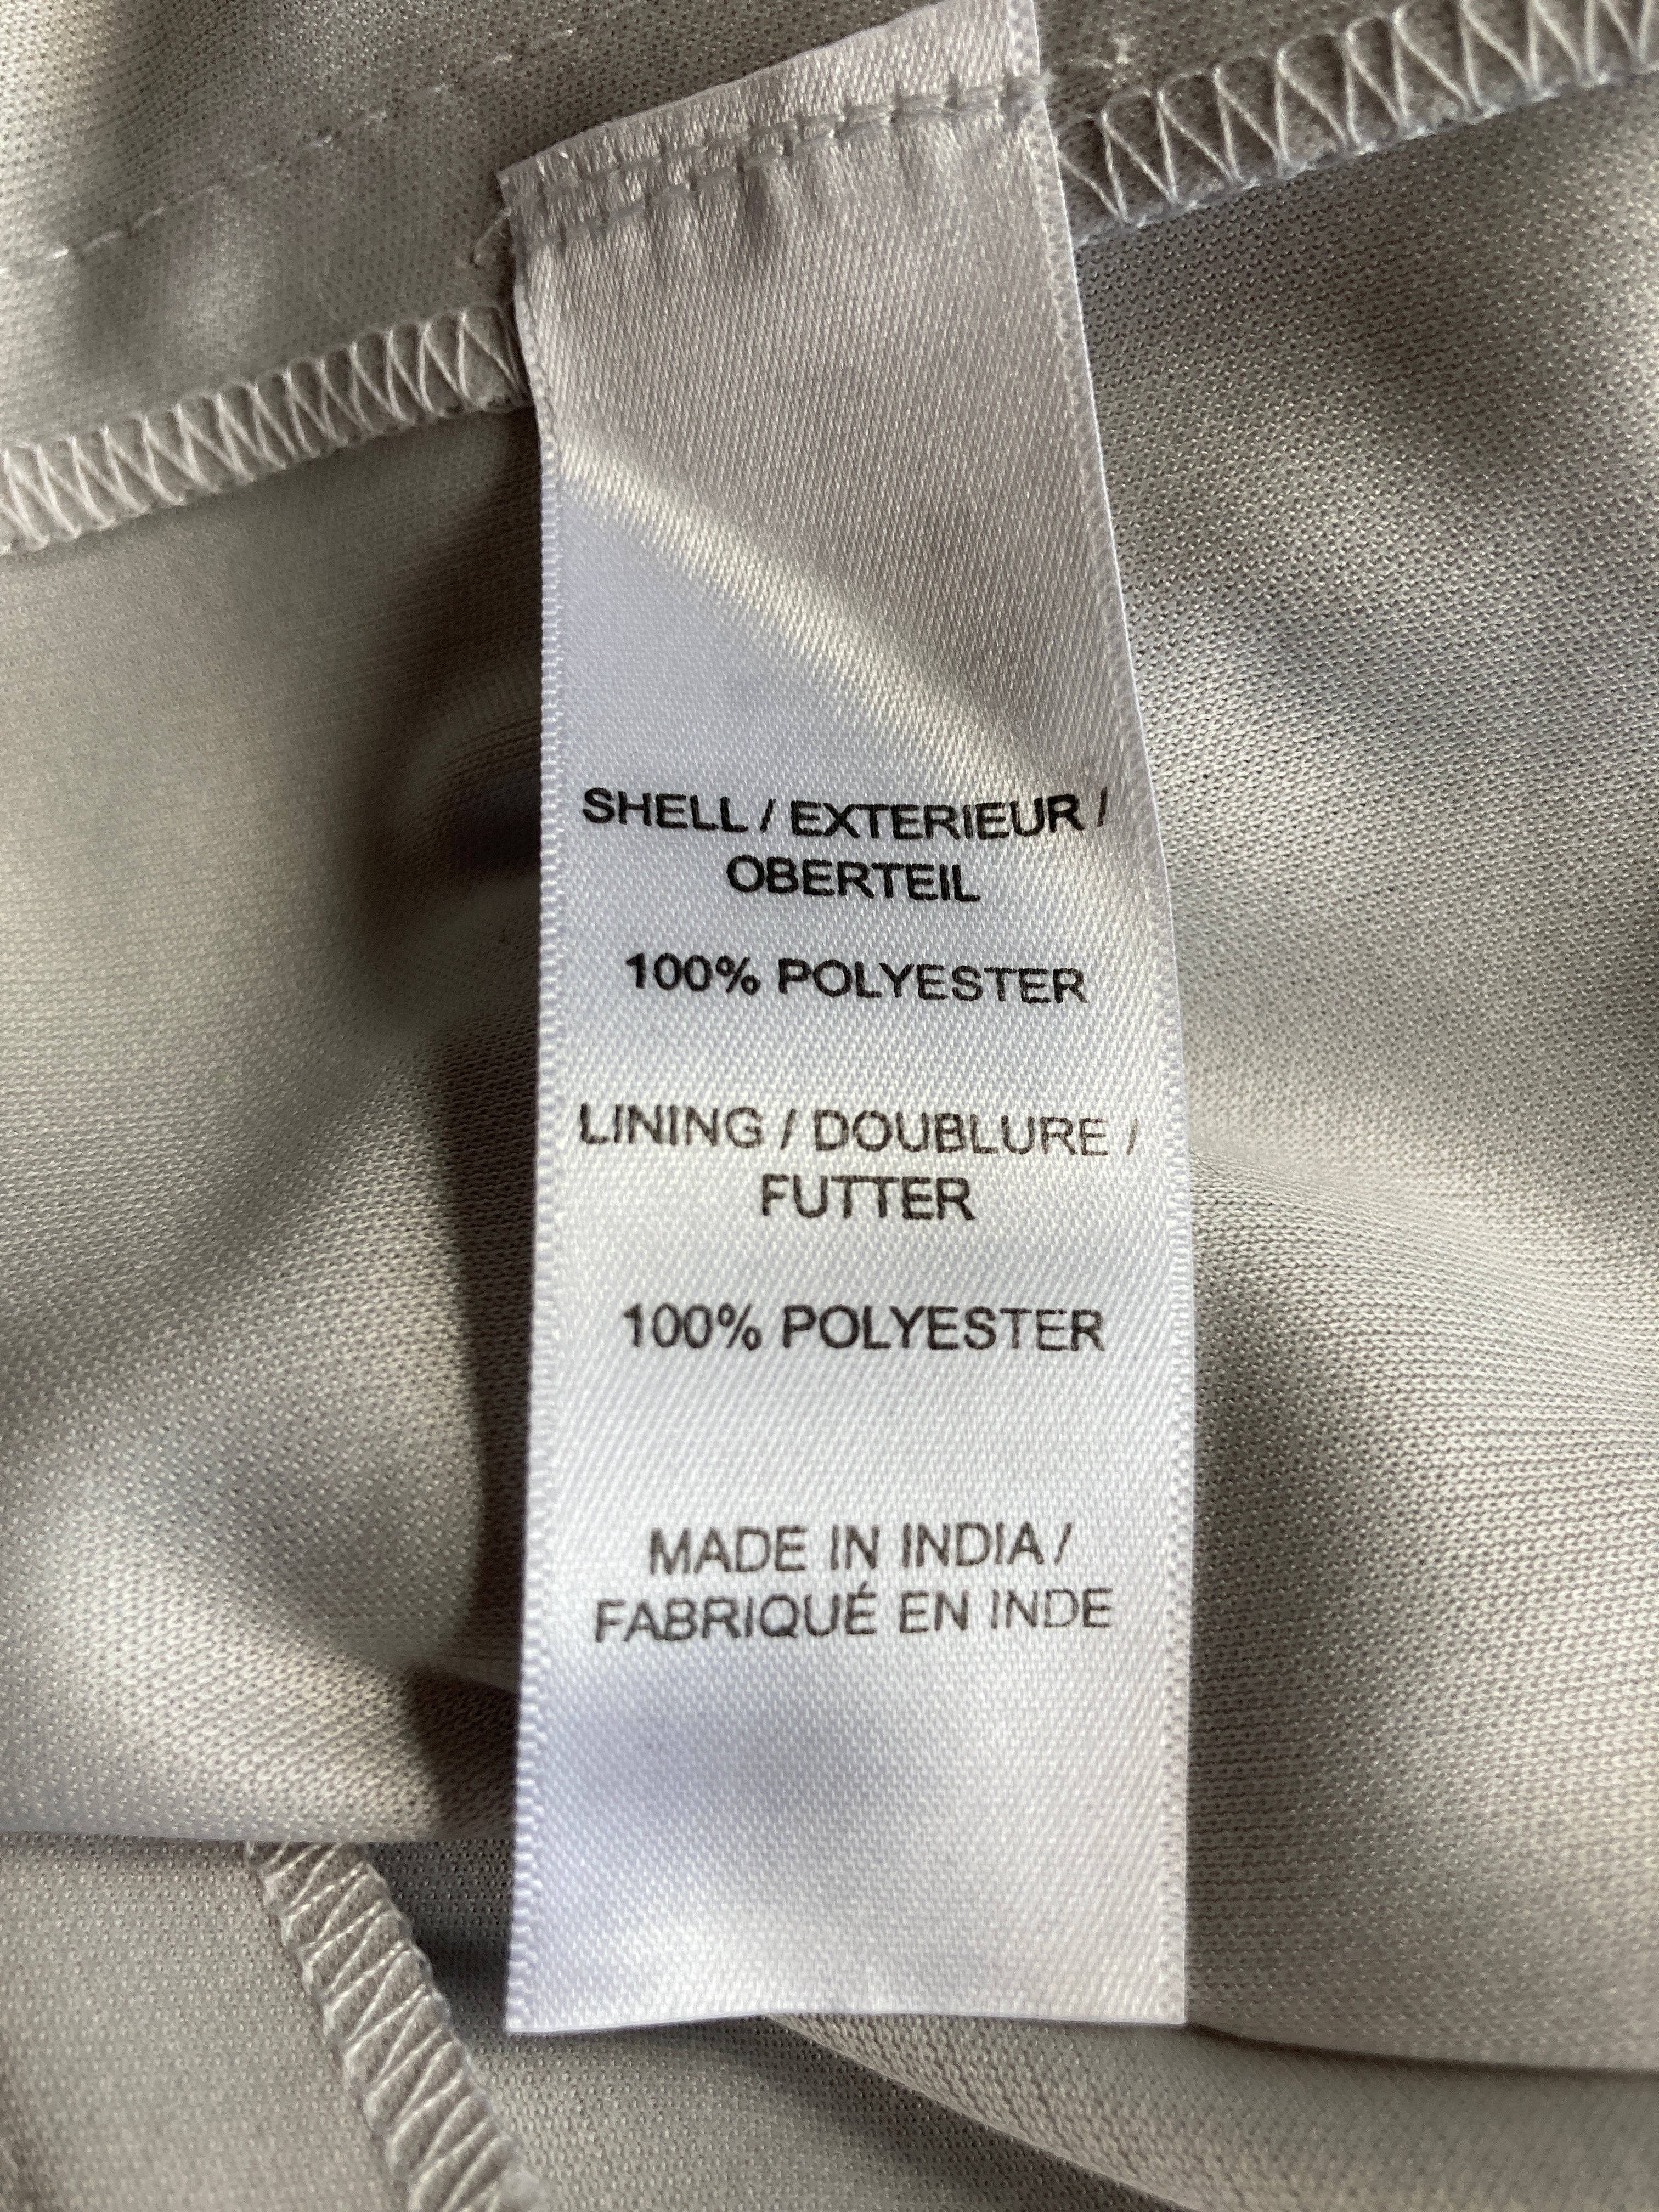 SHELL / EXTERIEUR /
OBERTEIL
100% POLYESTER
LINING / DOUBLURE /
FUTTER
100% POLYESTER
MADE IN INDIA /
FABRIQUÉ EN INDE